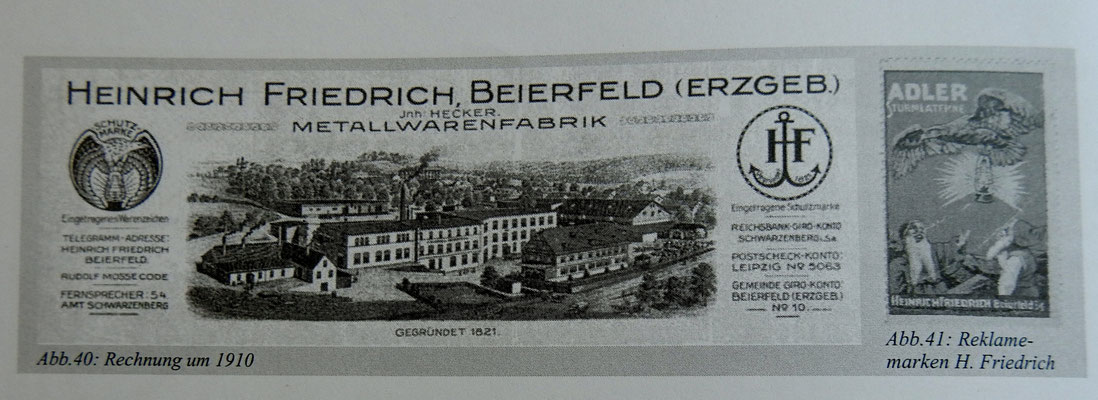 HEINRICH FRIEDRICH, BEIERFELD (ERZGEB.)
Jnh: HECKER.
METALLWARENFABRIK
SCHUTZ
MARKE
Eingetragenes Warenzeichen
TELEGRAMM-ADRESSE:
HEINRICH FRIEDRICH
BEIERFELD.
RUDOLF MOSSE CODE
FERNSPRECHER: 54
AMT SCHWARZENBERG
HF
Eingetragene Schutzmarke
REICHSBANK-GIRO-KONTO
SCHWARZENBERG i. Sa
POSTSCHECK-KONTO:
LEIPZIG No 5063
GEMEINDE GIRO-KONTO:
BEIERFELD (ERZGEB.)
No 10.
GEGRÜNDET 1821.
Abb.40: Rechnung um 1910
ADLER
STURMLATERNE
HEINRICH FRIEDRICH Beierfeld
Abb.41: Reklame-
marken H. Friedrich